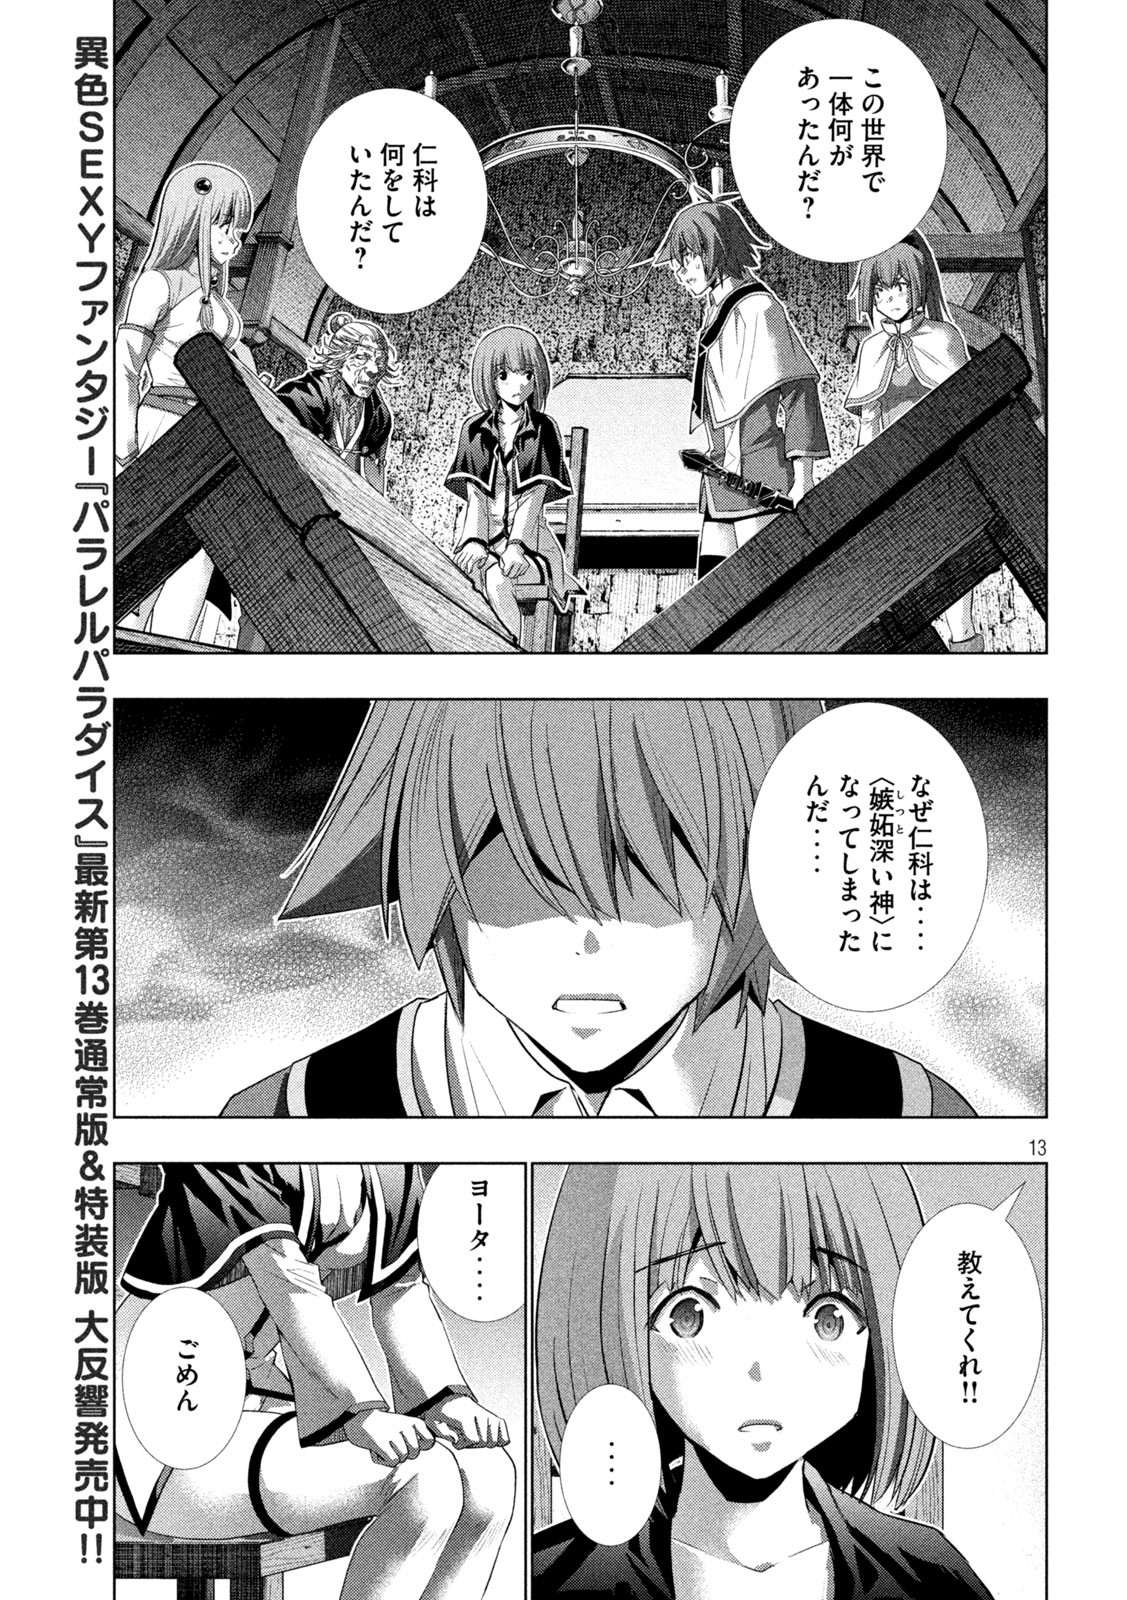 この世界で
一体何が
あったんだ？
仁科は
何をして
いたんだ？
なぜ仁科は‥‥
〈嫉妬深い神〉に
しっと
なってしまった
んだ‥‥
13
教えてくれ!!
‥‥
ヨータ‥‥
ごめん
異色SEXYファンタジー『パラレルパラダイス』最新第13巻通常版&特装版 大反響発売中!!